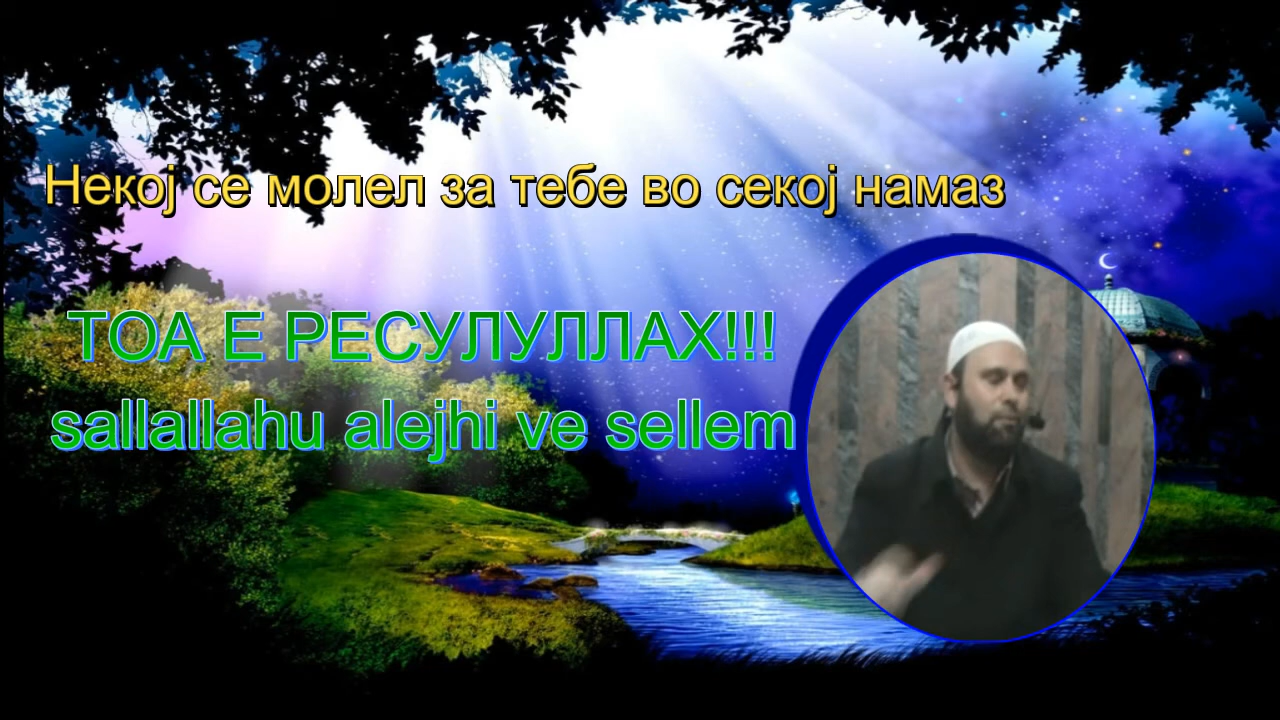 Некој се молел за тебе во секој намаз
ТОА Е РЕСУЛУЛЛАХ!!!
sallallahu alejhi ve sellem